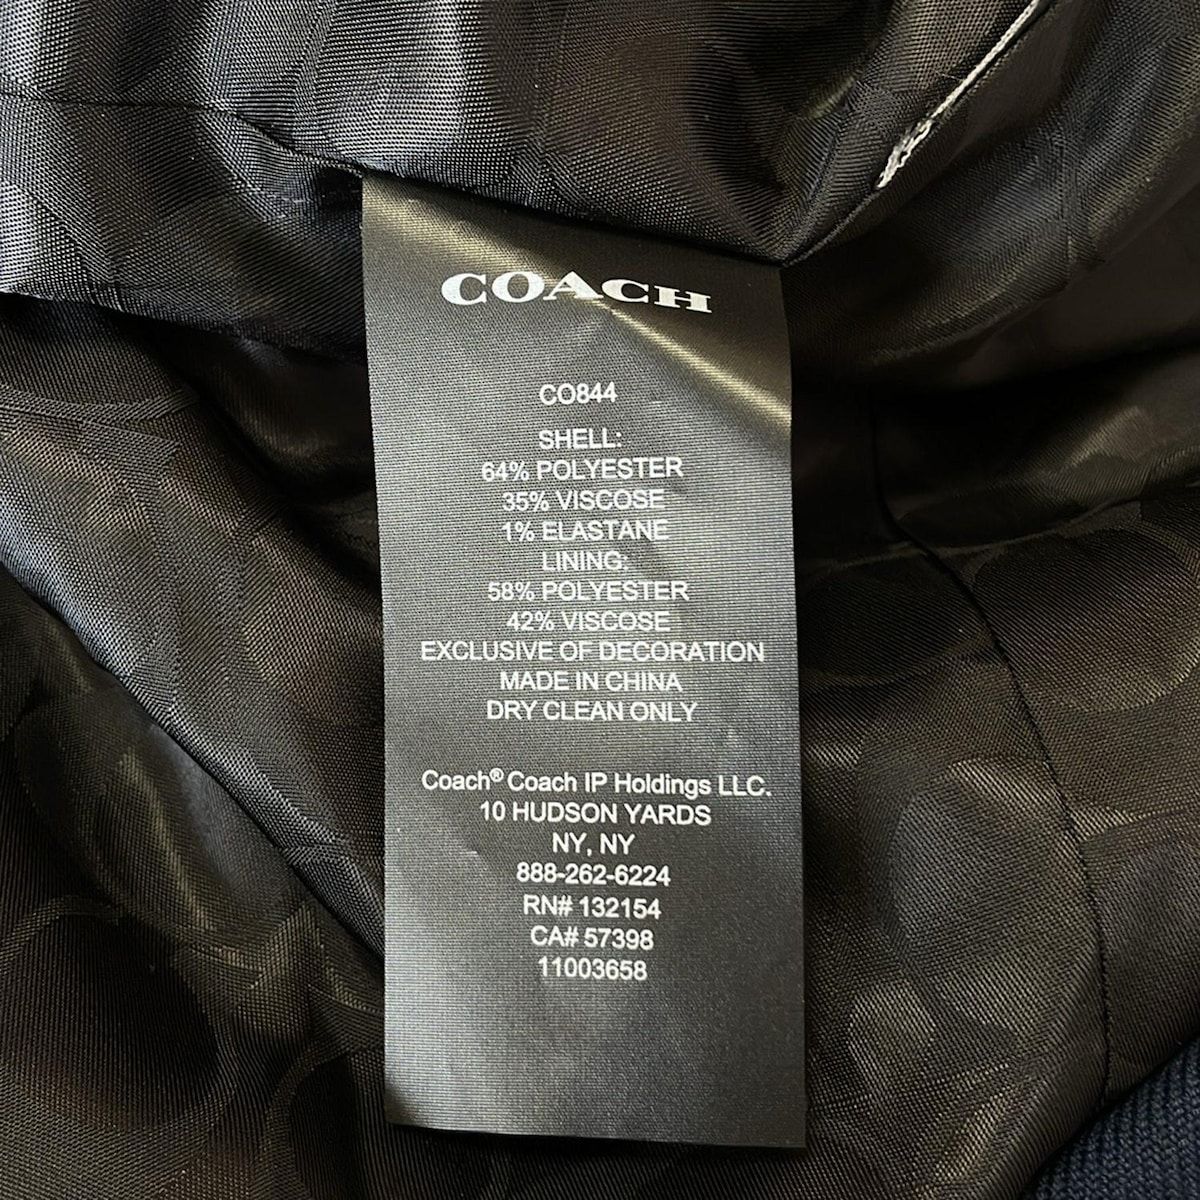 COACH
CO844
SHELL:
64% POLYESTER
35% VISCOSE
1% ELASTANE
LINING:
58% POLYESTER
42% VISCOSE
EXCLUSIVE OF DECORATION
MADE IN CHINA
DRY CLEAN ONLY
Coach® Coach IP Holdings LLC.
10 HUDSON YARDS
NY, NY
888-262-6224
RN# 132154
CA# 57398
11003658